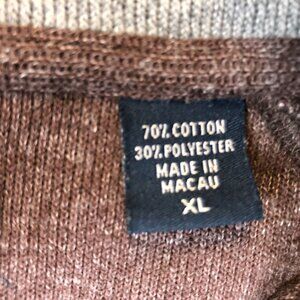 70% COTTON
30% POLYESTER
MADE IN
MACAU
XL